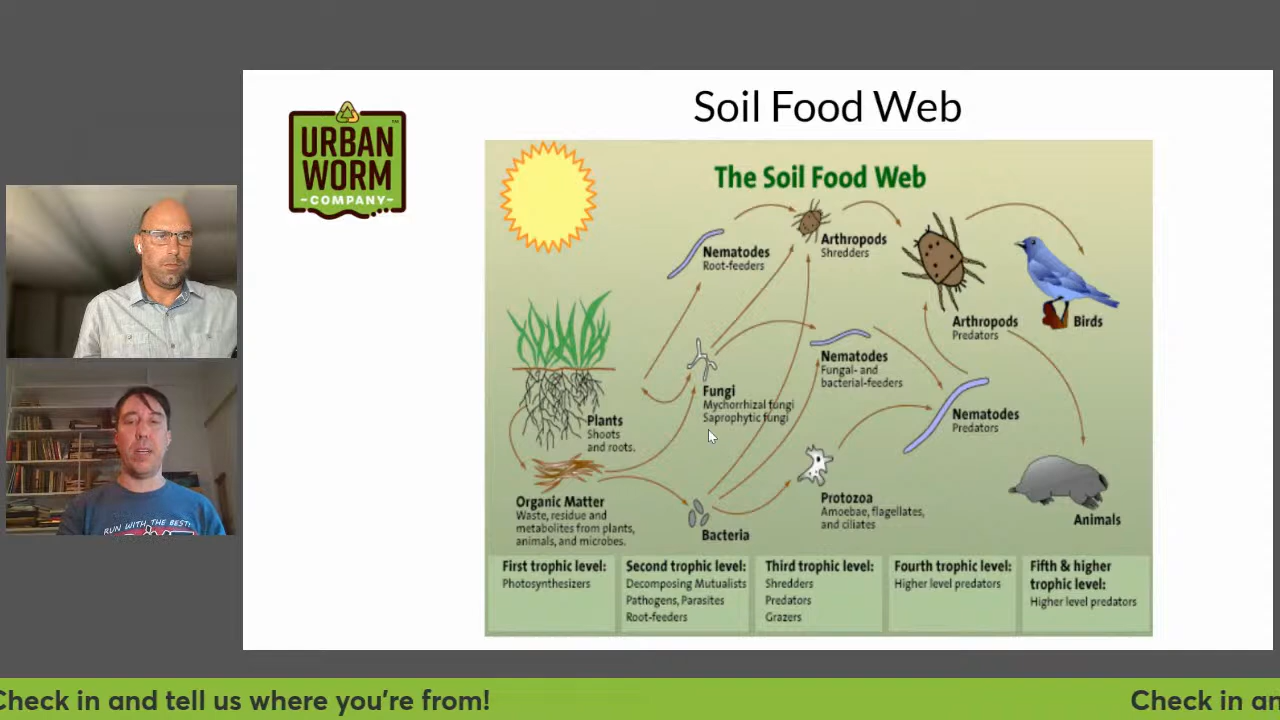 Soil Food Web
URBAN
WORM
-COMPANY-
™
The Soil Food Web
Nematodes
Root-feeders
Arthropods
Shredders
Arthropods
Predators
Birds
Nematodes
Fungal- and
bacterial-feeders
Fungi
Mychorrhizal fungi
Saprophytic fungi
Nematodes
Predators
Plants
Shoots
and roots.
Organic Matter
Waste, residue and
metabolites from plants,
animals, and microbes.
Bacteria
Protozoa
Amoebae, flagellates,
and ciliates
Animals
First trophic level:
Photosynthesizers
Second trophic level:
Decomposing Mutualists
Pathogens, Parasites
Root-feeders
Third trophic level:
Shredders
Predators
Grazers
Fourth trophic level:
Higher level predators
Fifth & higher
trophic level:
Higher level predators
RUN WITH THE BEST!
Check in and tell us where you're from!
Check in an